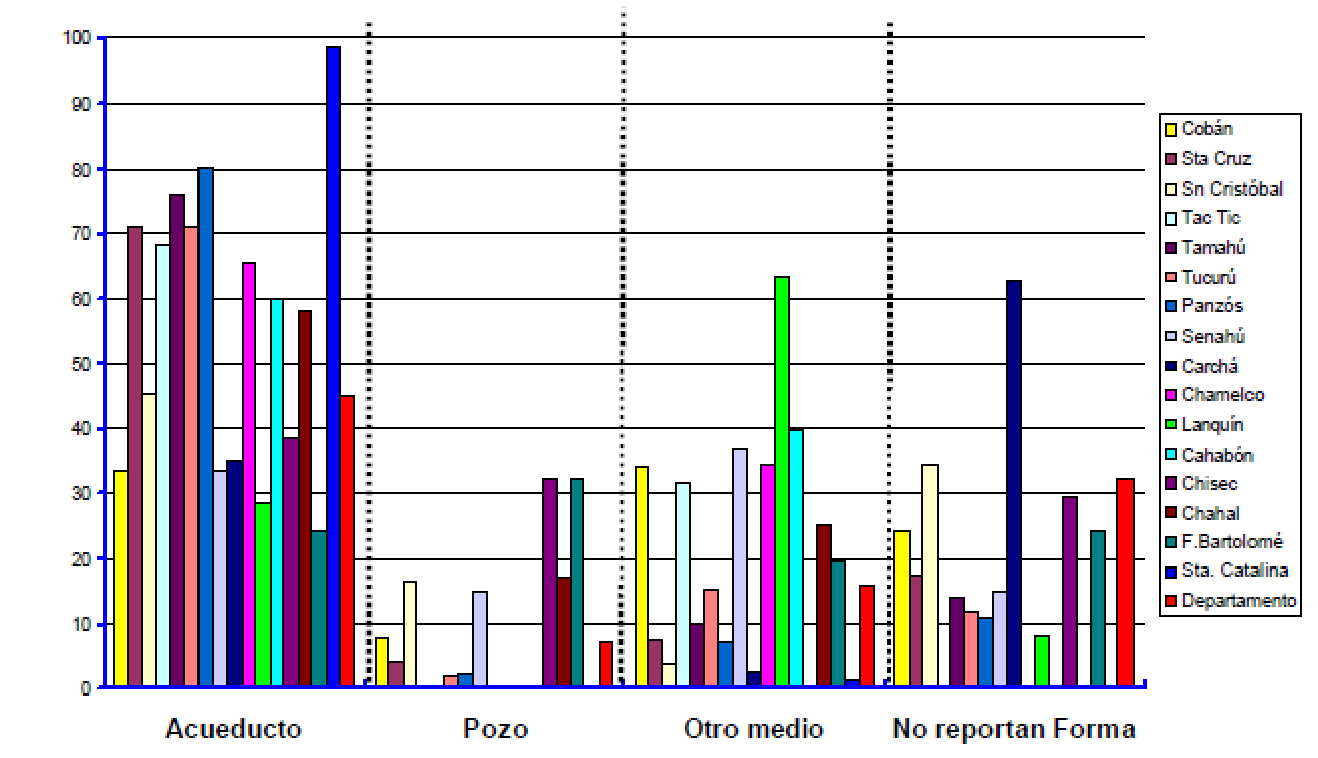 100
90
80
70
60
50
40
30
20
10
0
Acueducto
Pozo
Otro medio
No reportan Forma
Cobán
Sta Cruz
Sn Cristóbal
Tac Tic
Tamahú
Tucurú
Panzós
Senahú
Carchá
Chamelco
Lanquín
Cahabón
Chisec
Chahal
F.Bartolomé
Sta. Catalina
Departamento